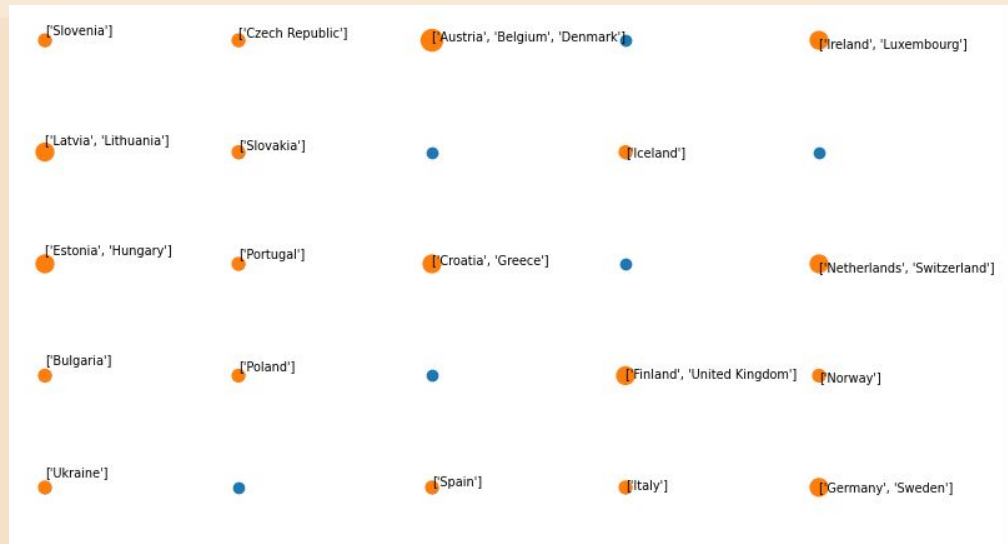 ['Slovenia']
['Czech Republic']
['Austria', 'Belgium', 'Denmark']
['Ireland', 'Luxembourg']
['Latvia', 'Lithuania']
['Slovakia']
['Iceland']
['Estonia', 'Hungary']
['Portugal']
['Croatia', 'Greece']
['Netherlands', 'Switzerland']
['Bulgaria']
['Poland']
['Finland', 'United Kingdom']
['Norway']
['Ukraine']
['Spain']
['Italy']
['Germany', 'Sweden']